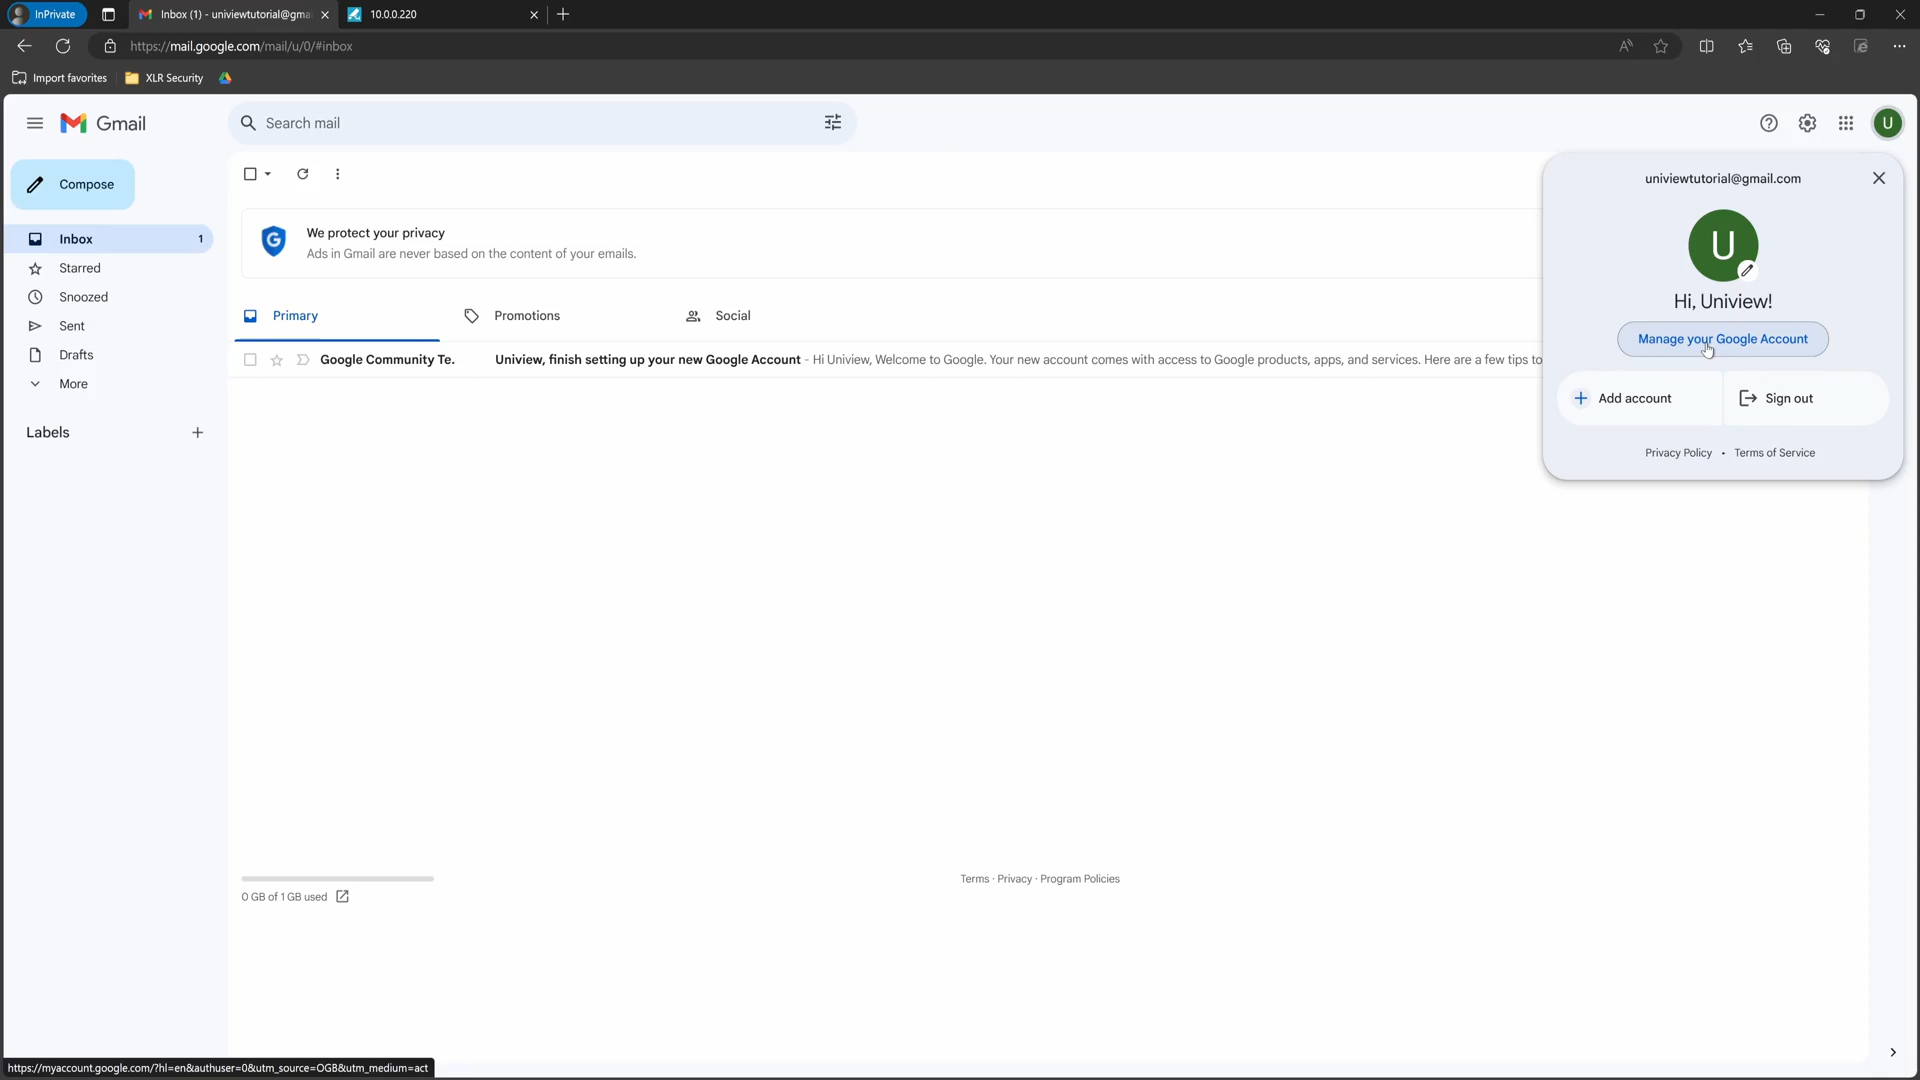 InPrivate
Inbox (1) - univiewtutorial@gma
10.0.0.220
https://mail.google.com/mail/u/0/#inbox
Import favorites
XLR Security
Gmail
Search mail
U
Compose
Inbox 1
Starred
Snoozed
Sent
Drafts
More
Labels
We protect your privacy
Ads in Gmail are never based on the content of your emails.
Primary
Promotions
Social
Google Community Te. Uniview, finish setting up your new Google Account - Hi Uniview, Welcome to Google. Your new account comes with access to Google products, apps, and services. Here are a few tips to
univiewtutorial@gmail.com
U
Hi, Uniview!
Manage your Google Account
Add account
Sign out
Privacy Policy • Terms of Service
0 GB of 1 GB used
Terms · Privacy · Program Policies
https://myaccount.google.com/?hl=en&authuser=0&utm_source=OGB&utm_medium=act